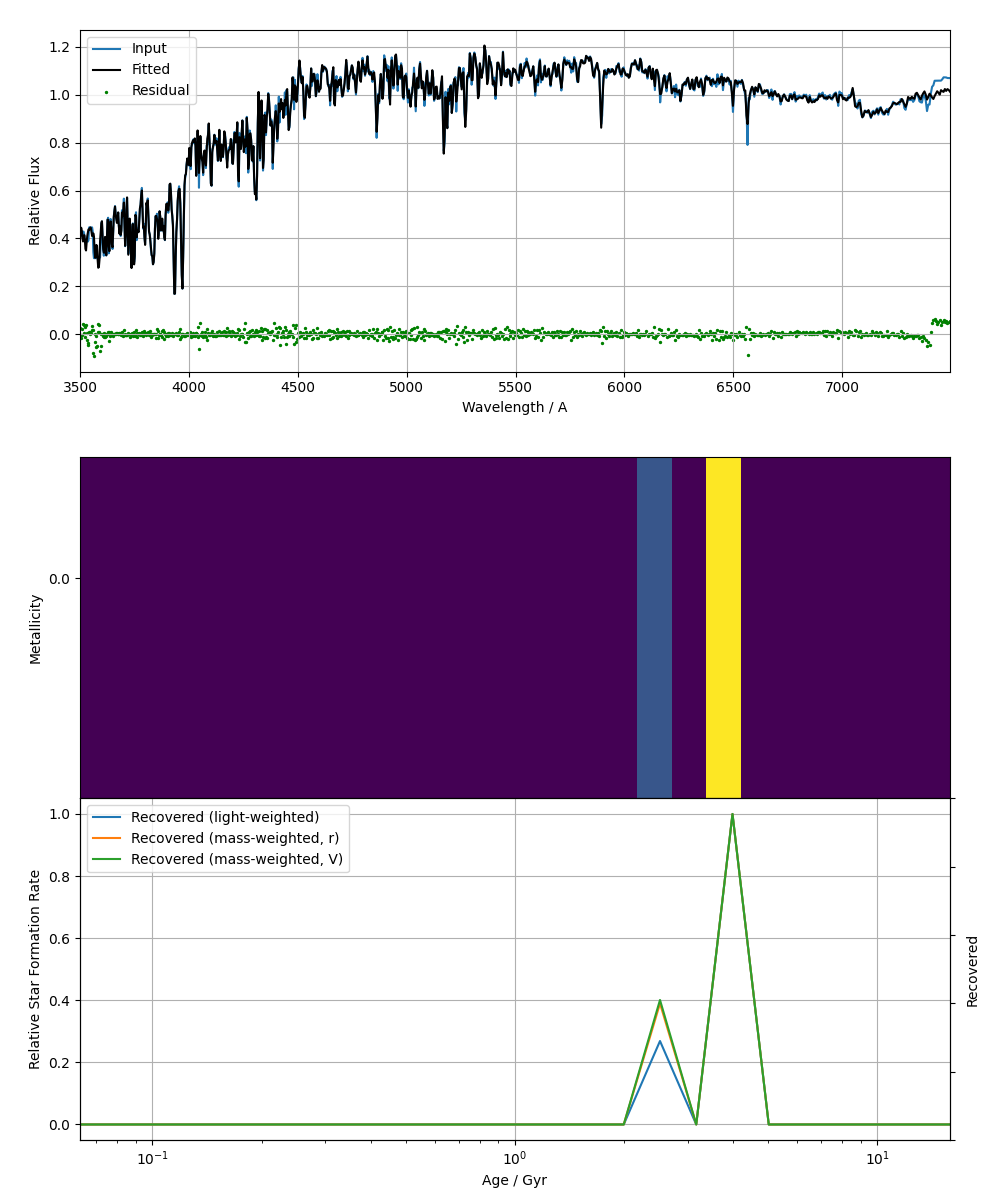 Input
Fitted
Residual
1.2
1.0
0.8
0.6
0.4
0.2
0.0
Relative Flux
3500 4000 4500 5000 5500 6000 6500 7000
Wavelength / A
0.0
Metallicity
Recovered (light-weighted)
Recovered (mass-weighted, r)
Recovered (mass-weighted, V)
1.0
0.8
0.6
0.4
0.2
0.0
Relative Star Formation Rate
Recovered
10⁻¹ 10⁰ 10¹
Age / Gyr